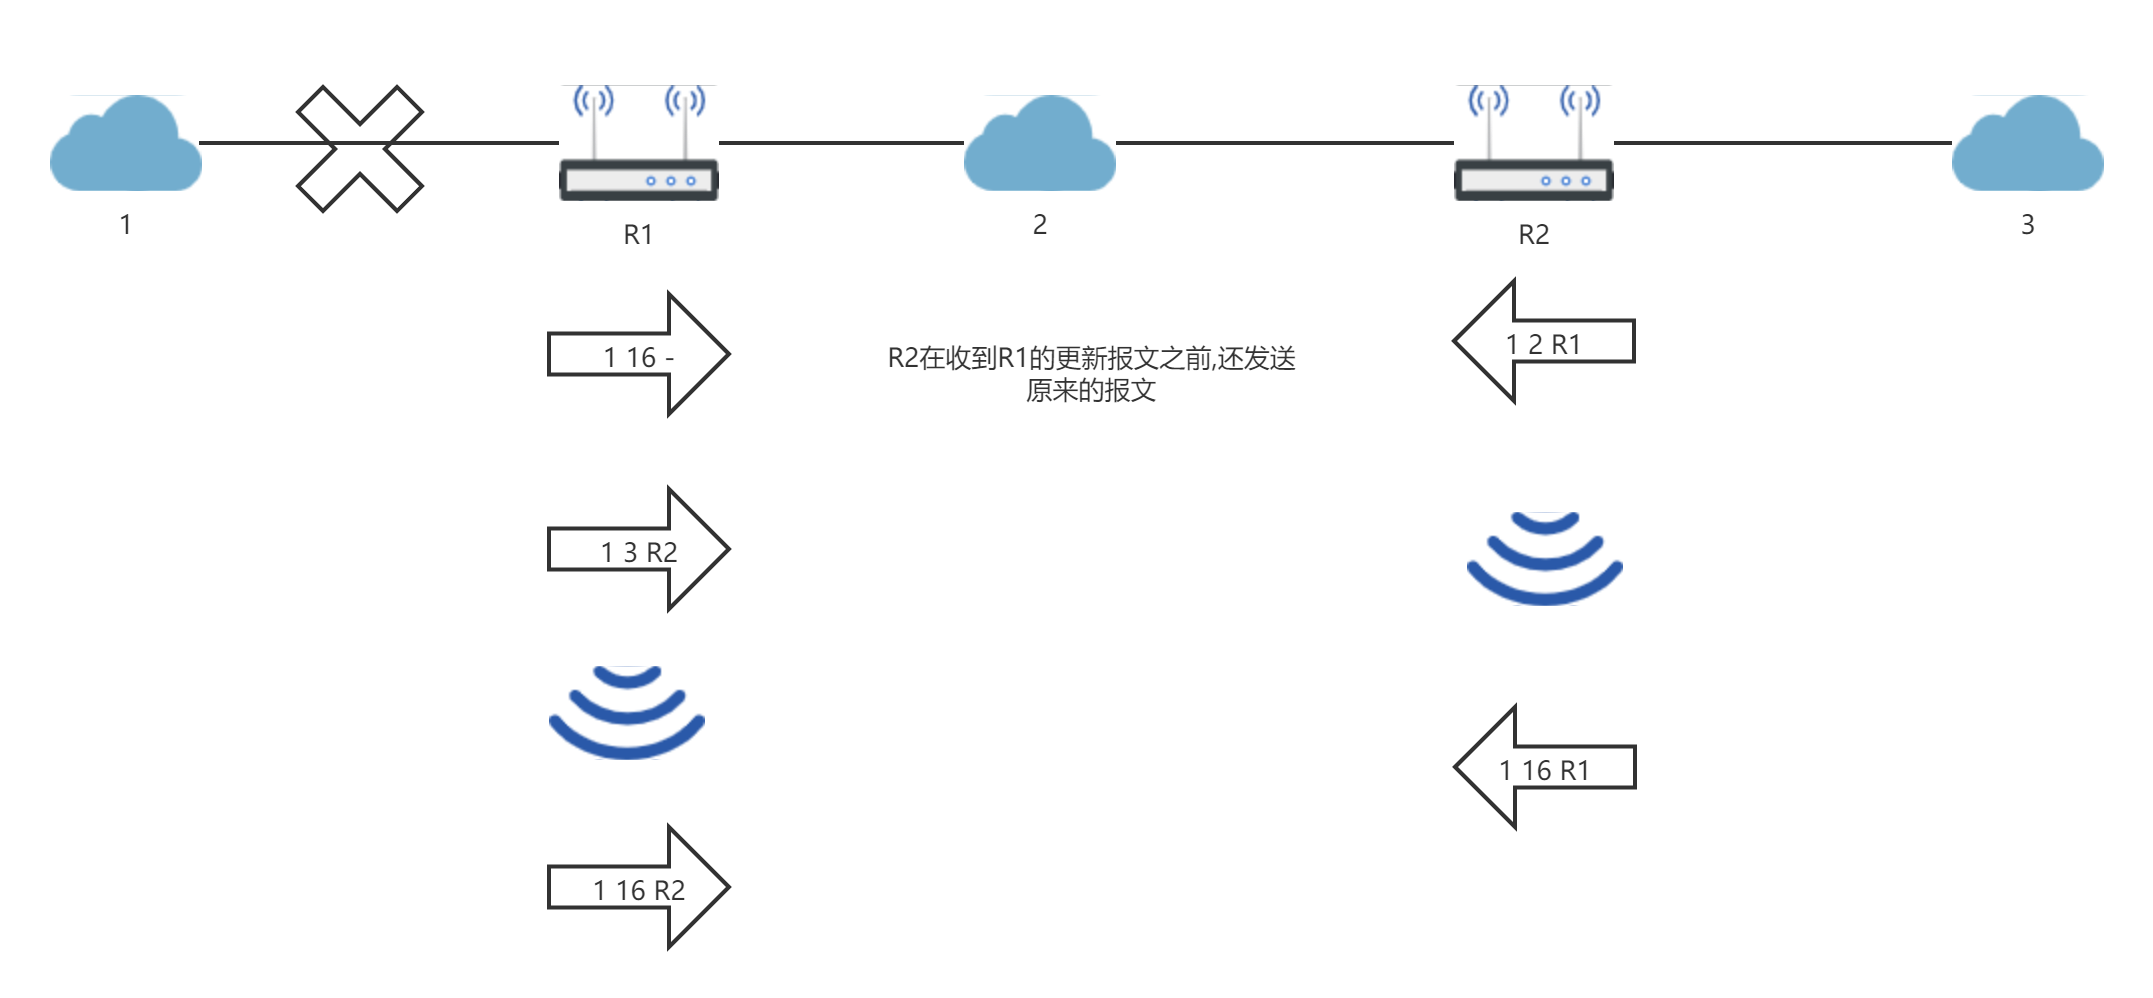 1
R1
2
R2
3
1 16 -
R2在收到R1的更新报文之前,还发送
原来的报文
1 2 R1
1 3 R2
1 16 R1
1 16 R2